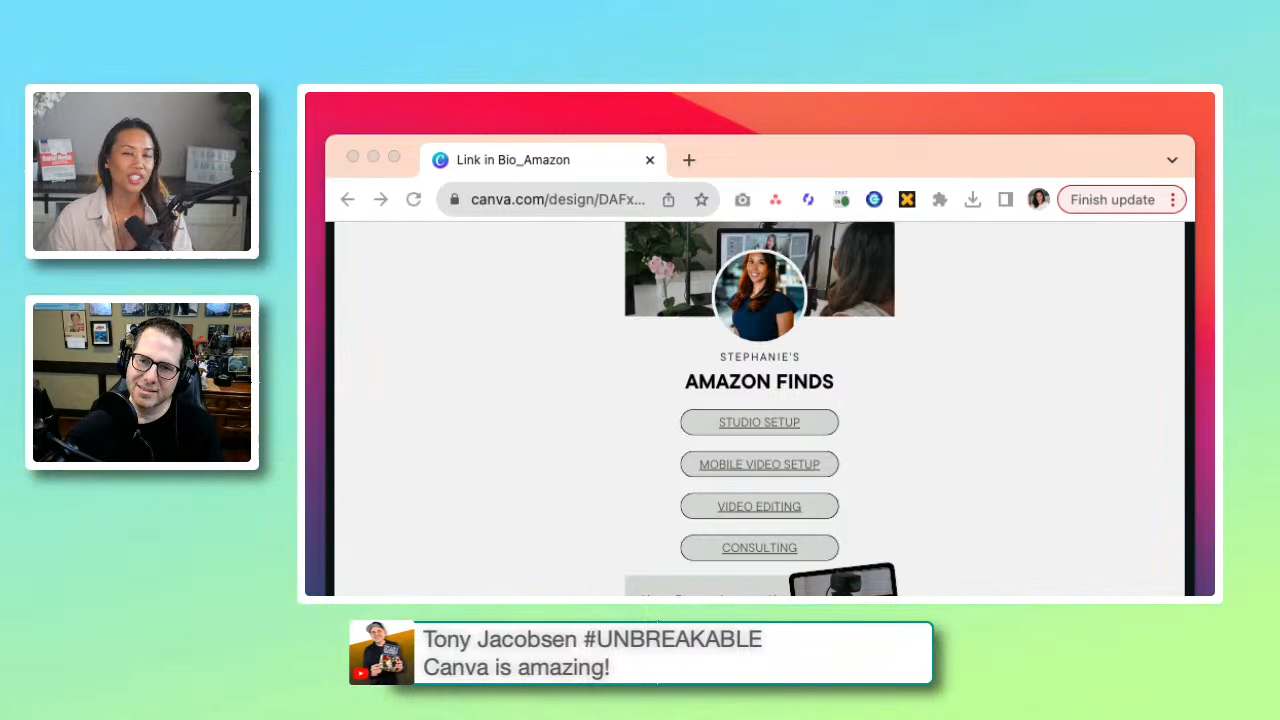 Link in Bio_Amazon
canva.com/design/DAFx...
Finish update
STEPHANIE'S
AMAZON FINDS
STUDIO SETUP
MOBILE VIDEO SETUP
VIDEO EDITING
CONSULTING
Tony Jacobsen #UNBREAKABLE
Canva is amazing!